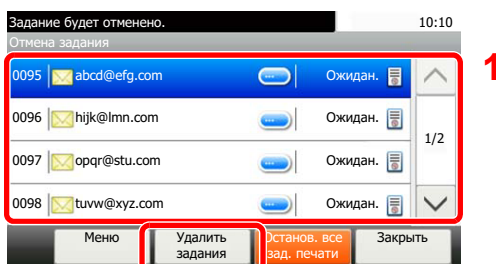 Задание будет отменено. 10:10
Отмена задания
0095 abcd@efg.com Ожидан.
0096 hijk@lmn.com Ожидан.
0097 opqr@stu.com Ожидан.
0098 tuvw@xyz.com Ожидан.
1/2
1
Меню Удалить задания Останов. все зад. печати Закрыть